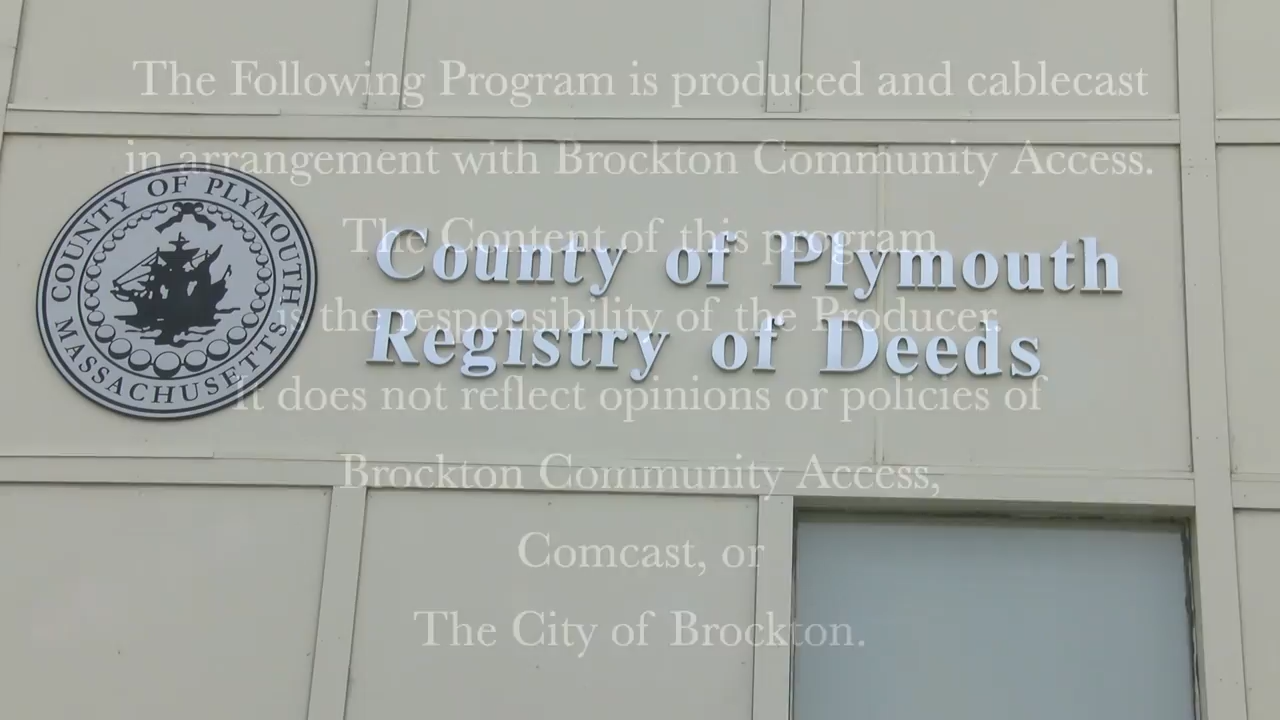 The Following Program is produced and cablecast
in arrangement with Brockton Community Access.
The Content of this program
is the responsibility of the Producer
It does not reflect opinions or policies of
Brockton Community Access,
Comcast, or
The City of Brockton.
COUNTY OF PLYMOUTH
MASSACHUSETTS
County of Plymouth
Registry of Deeds